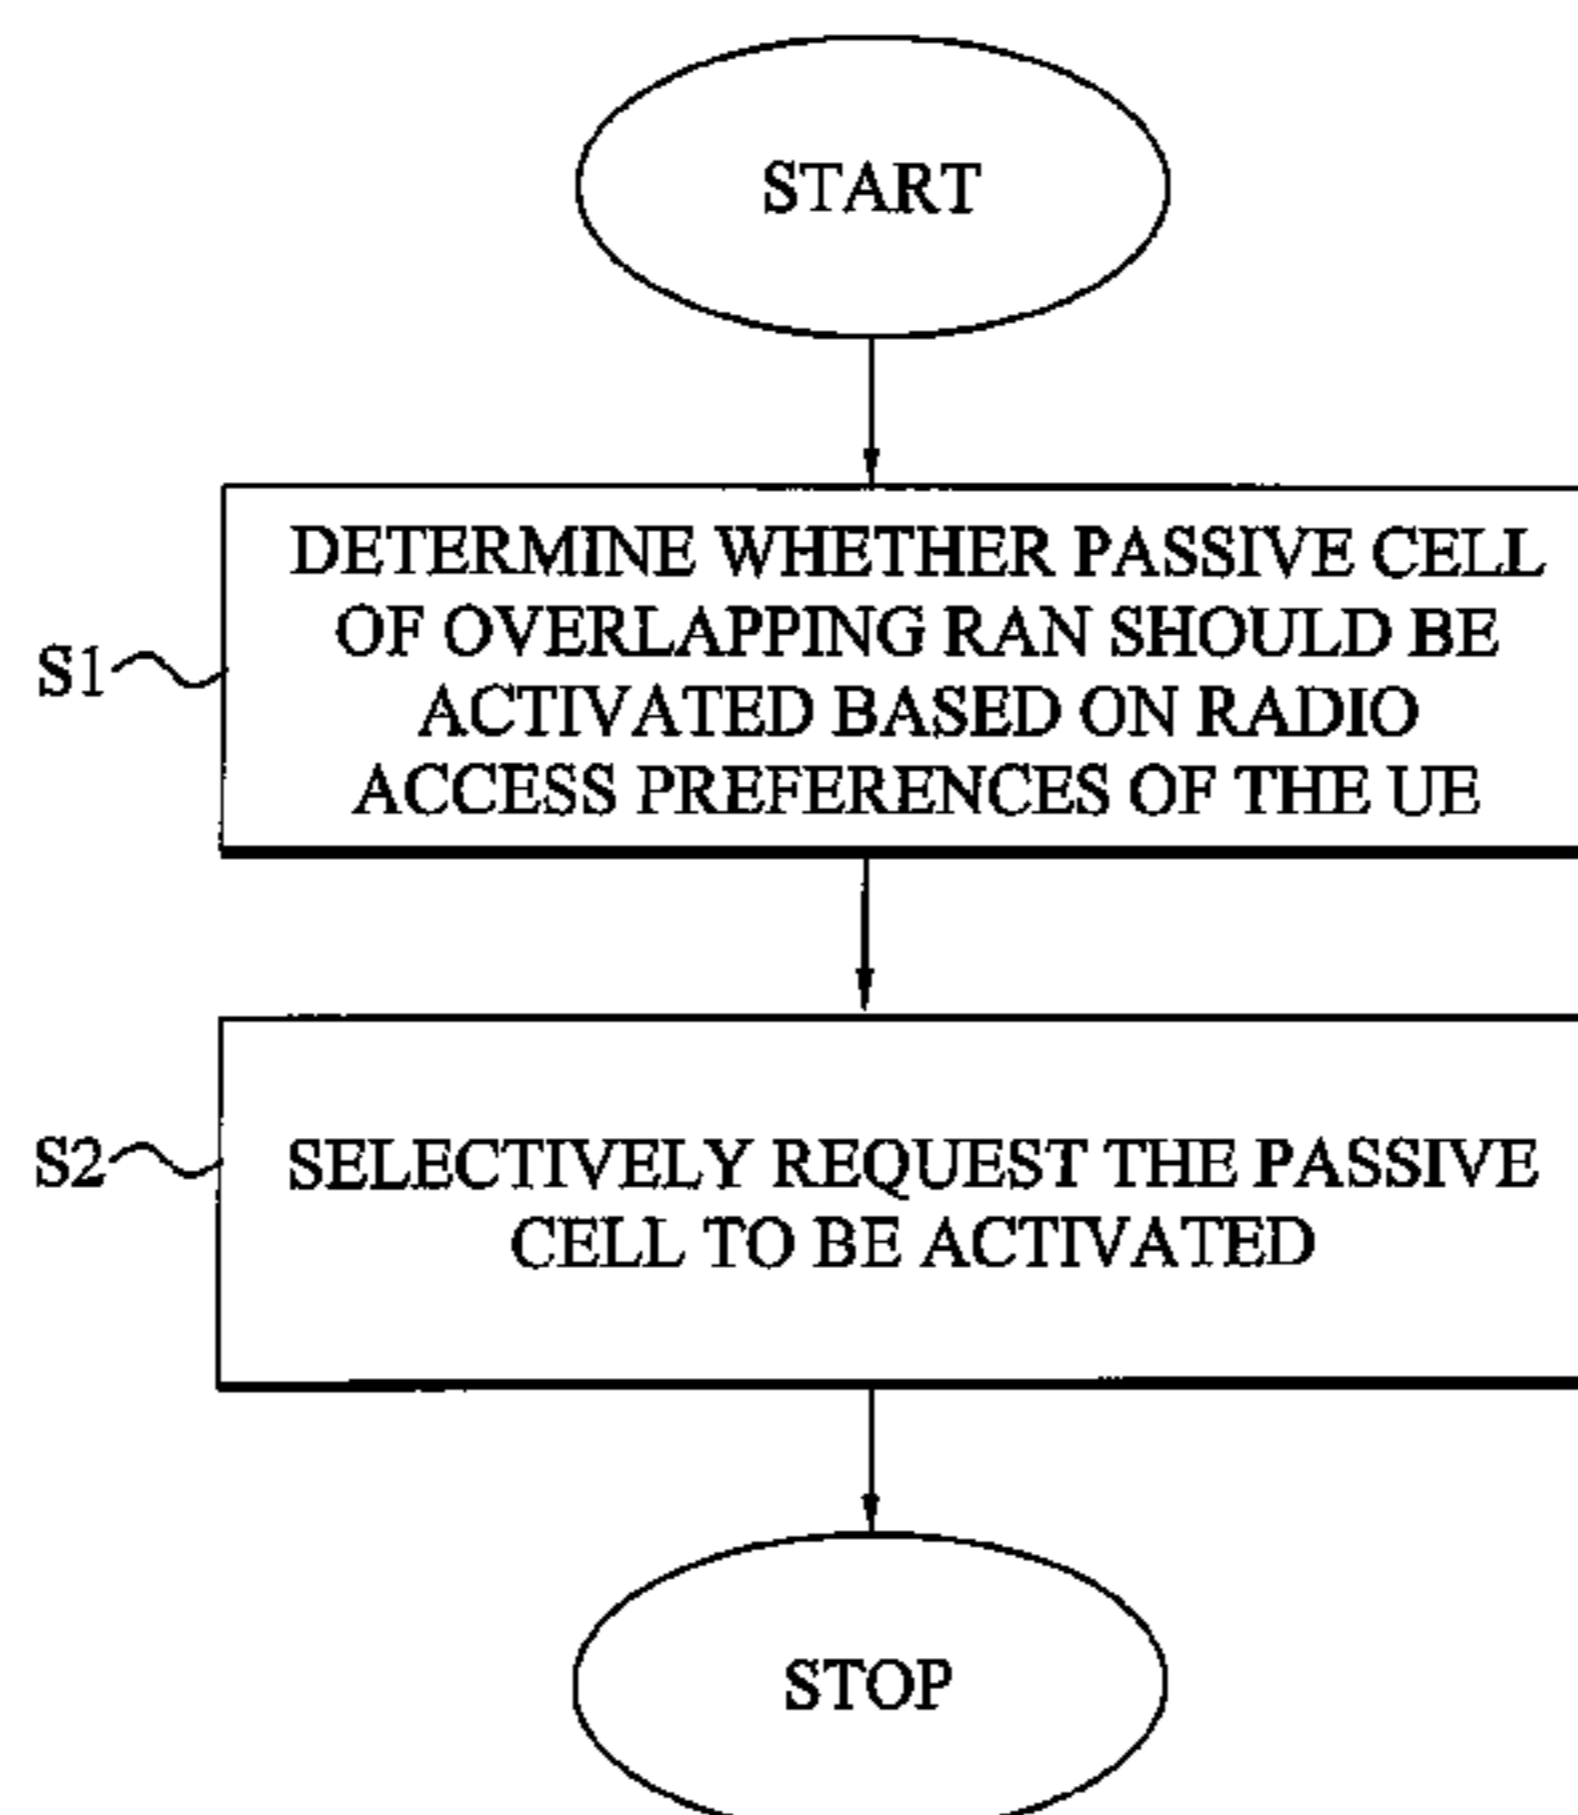 START
DETERMINE WHETHER PASSIVE CELL
OF OVERLAPPING RAN SHOULD BE
S1
ACTIVATED BASED ON RADIO
ACCESS PREFERENCES OF THE UE
S2
SELECTIVELY REQUEST THE PASSIVE
CELL TO BE ACTIVATED
STOP